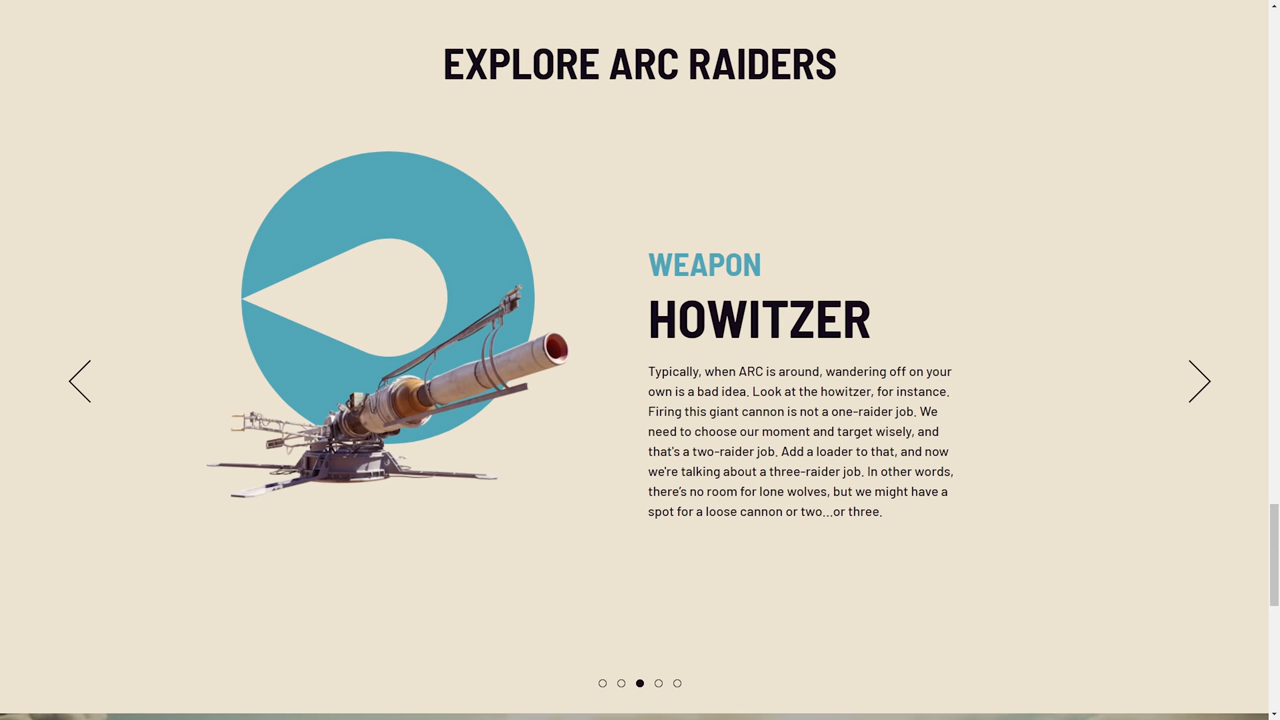 EXPLORE ARC RAIDERS
WEAPON
HOWITZER
Typically, when ARC is around, wandering off on your
own is a bad idea. Look at the howitzer, for instance.
Firing this giant cannon is not a one-raider job. We
need to choose our moment and target wisely, and
that's a two-raider job. Add a loader to that, and now
we're talking about a three-raider job. In other words,
there's no room for lone wolves, but we might have a
spot for a loose cannon or two...or three.